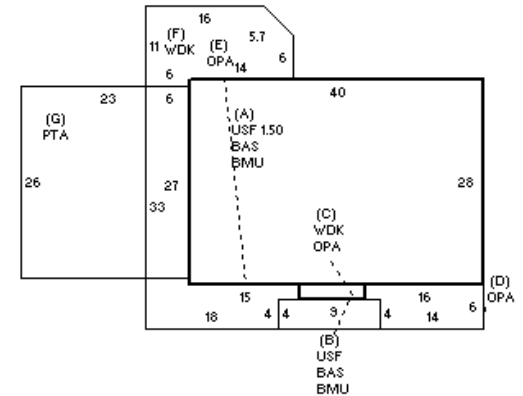 16
(F)
WDK
11
5.7
(E)
OPA
6
14
6
23
6
40
(G)
PTA
(A)
USF 1.50
BAS
BMU
26
27
28
33
(C)
WDK
OPA
15
16
(D)
OPA
18
4
4
9
4
14
6
(B)
USF
BAS
BMU